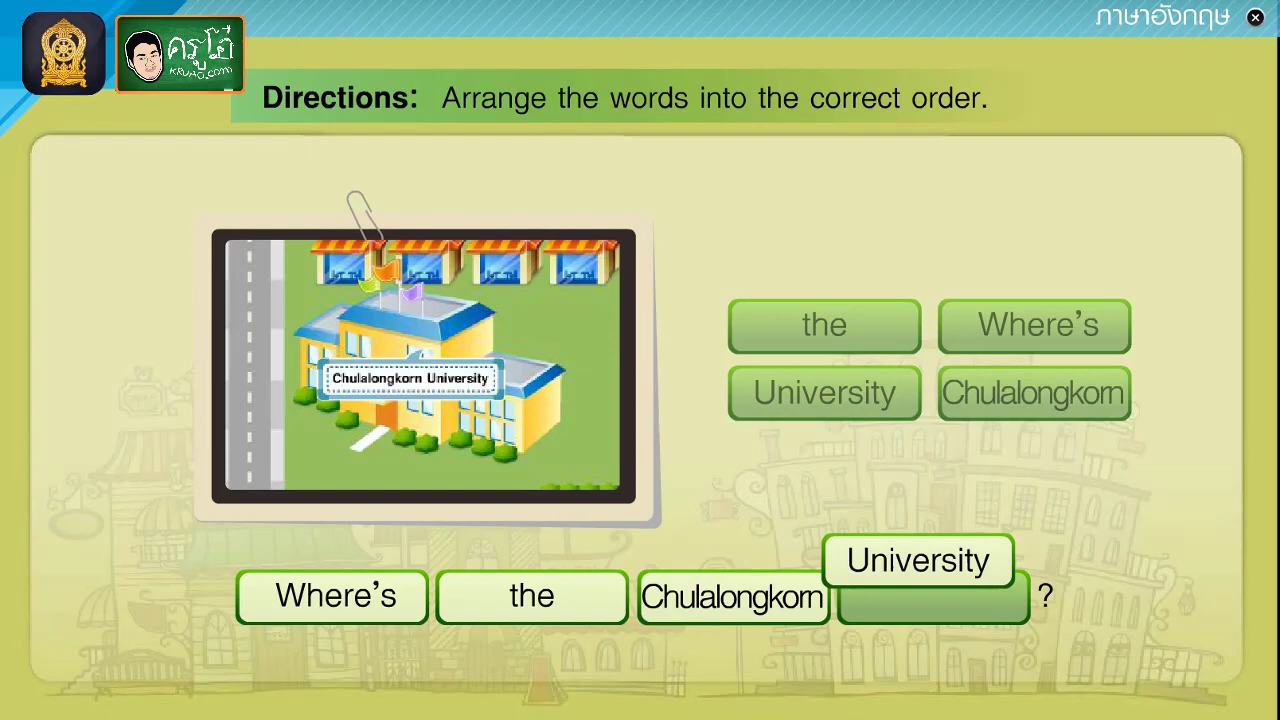 ภาษาอังกฤษ
ครูโอ๋
KRUHO.COM
Directions: Arrange the words into the correct order.
Chulalongkorn University
the Where's
University Chulalongkorn
University
Where's the Chulalongkorn ?